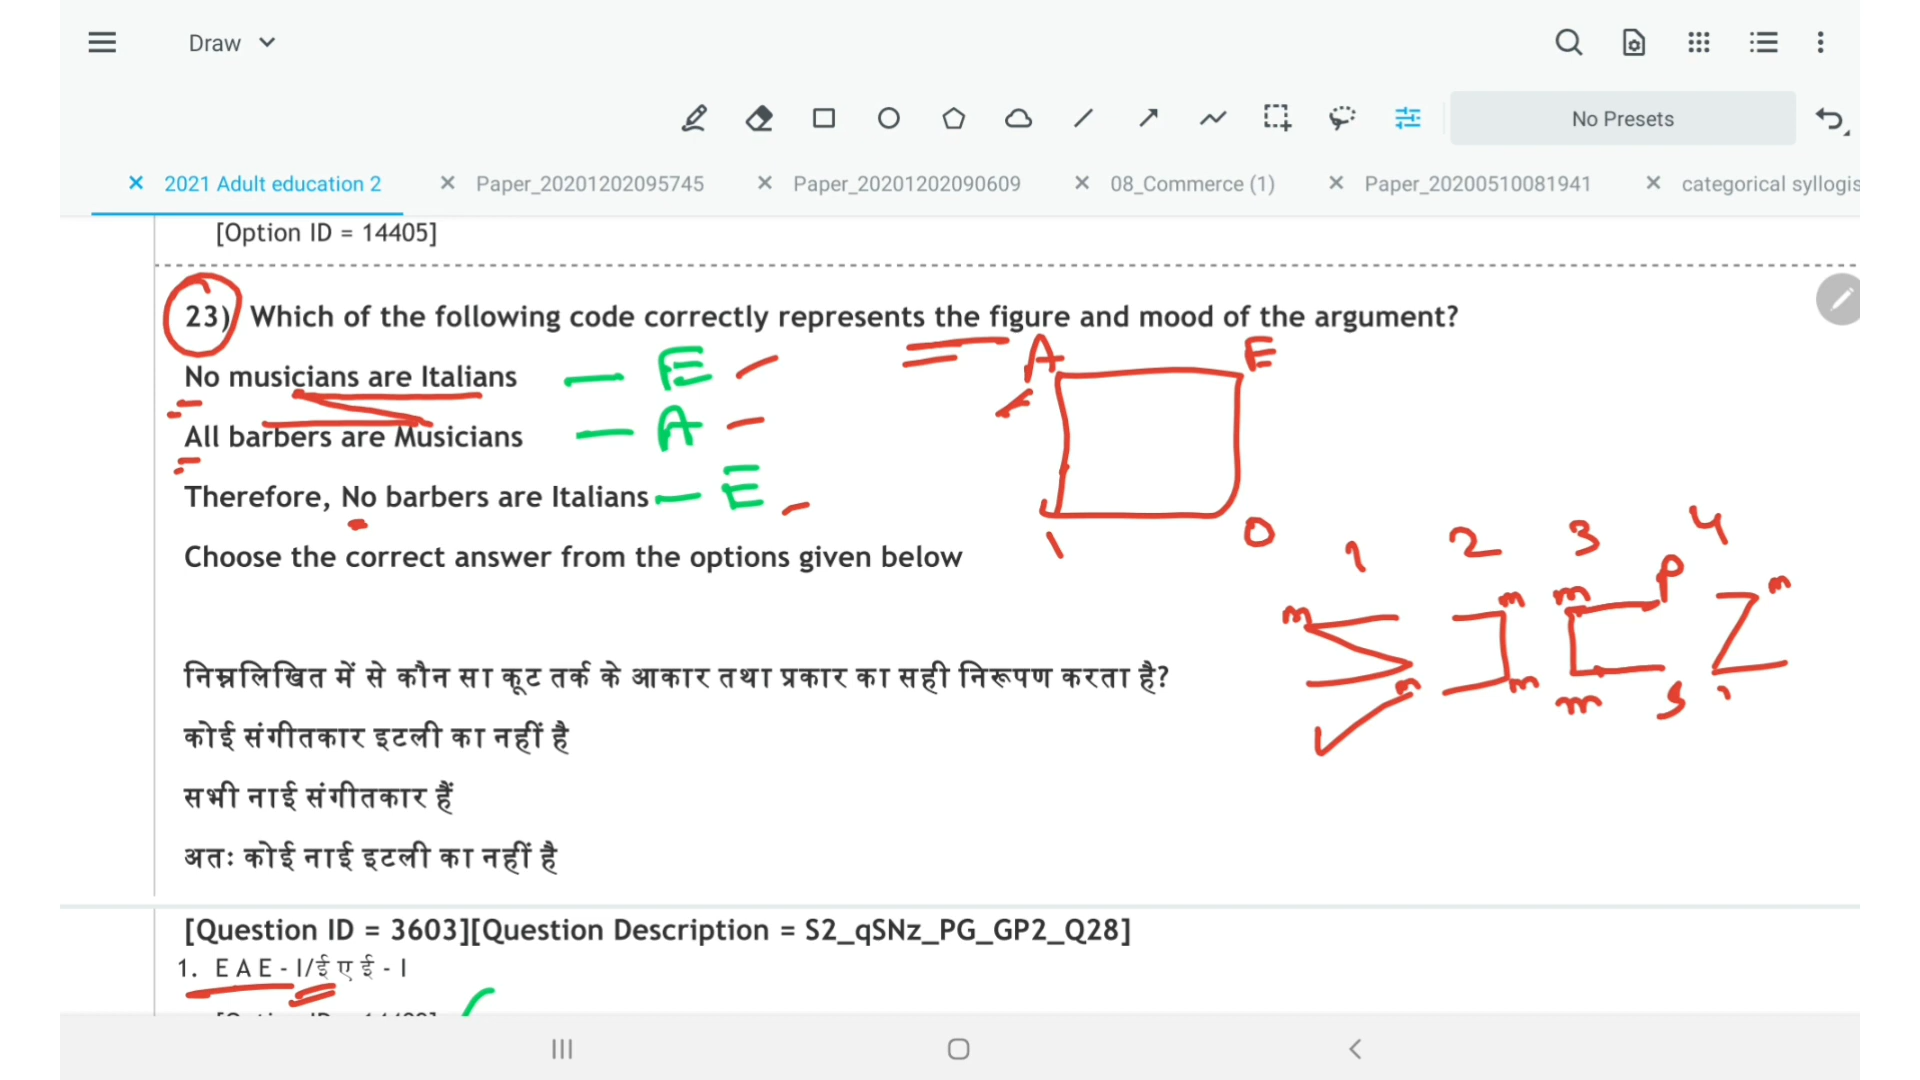 Draw
No Presets
2021 Adult education 2
Paper_20201202095745
Paper_20201202090609
08_Commerce (1)
Paper_20200510081941
categorical syllogis
[Option ID = 14405]
23) Which of the following code correctly represents the figure and mood of the argument?
No musicians are Italians — E
All barbers are Musicians — A
Therefore, No barbers are Italians — E
A E
I O
Choose the correct answer from the options given below
1 2 3 4
m m m P m
m m m S
निम्नलिखित में से कौन सा कूट तर्क के आकार तथा प्रकार का सही निरूपण करता है?
कोई संगीतकार इटली का नहीं है
सभी नाई संगीतकार हैं
अतः कोई नाई इटली का नहीं है
[Question ID = 3603][Question Description = S2_qSNz_PG_GP2_Q28]
1. E A E - I/ई ए ई - I